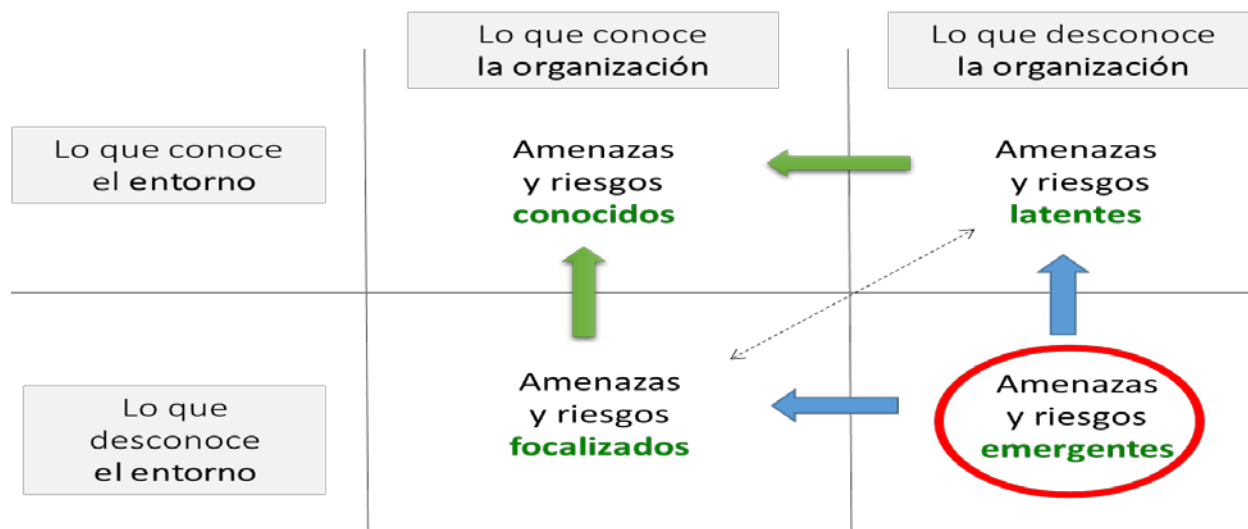 Lo que conoce
la organización
Lo que desconoce
la organización
Lo que conoce
el entorno
Amenazas
y riesgos
conocidos
Amenazas
y riesgos
latentes
Lo que
desconoce
el entorno
Amenazas
y riesgos
focalizados
Amenazas
y riesgos
emergentes